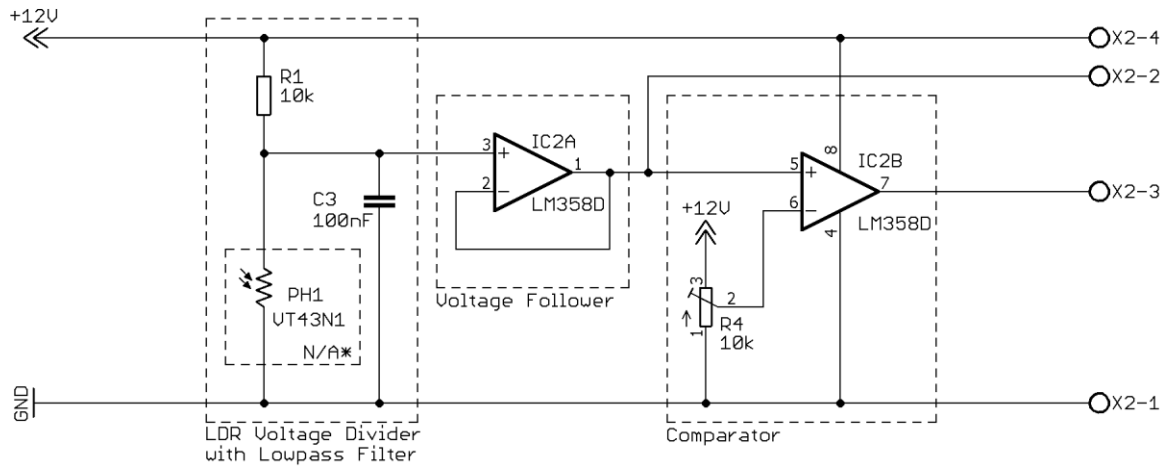 +12V
X2-4
R1
10k
X2-2
IC2A
3
+
1
2
-
LM358D
C3
100nF
8
IC2B
5
+
7
6
-
4
LM358D
X2-3
+12V
3
2
R4
10k
1
PH1
VT43N1
N/A*
Voltage Follower
GND
X2-1
LDR Voltage Divider
with Lowpass Filter
Comparator